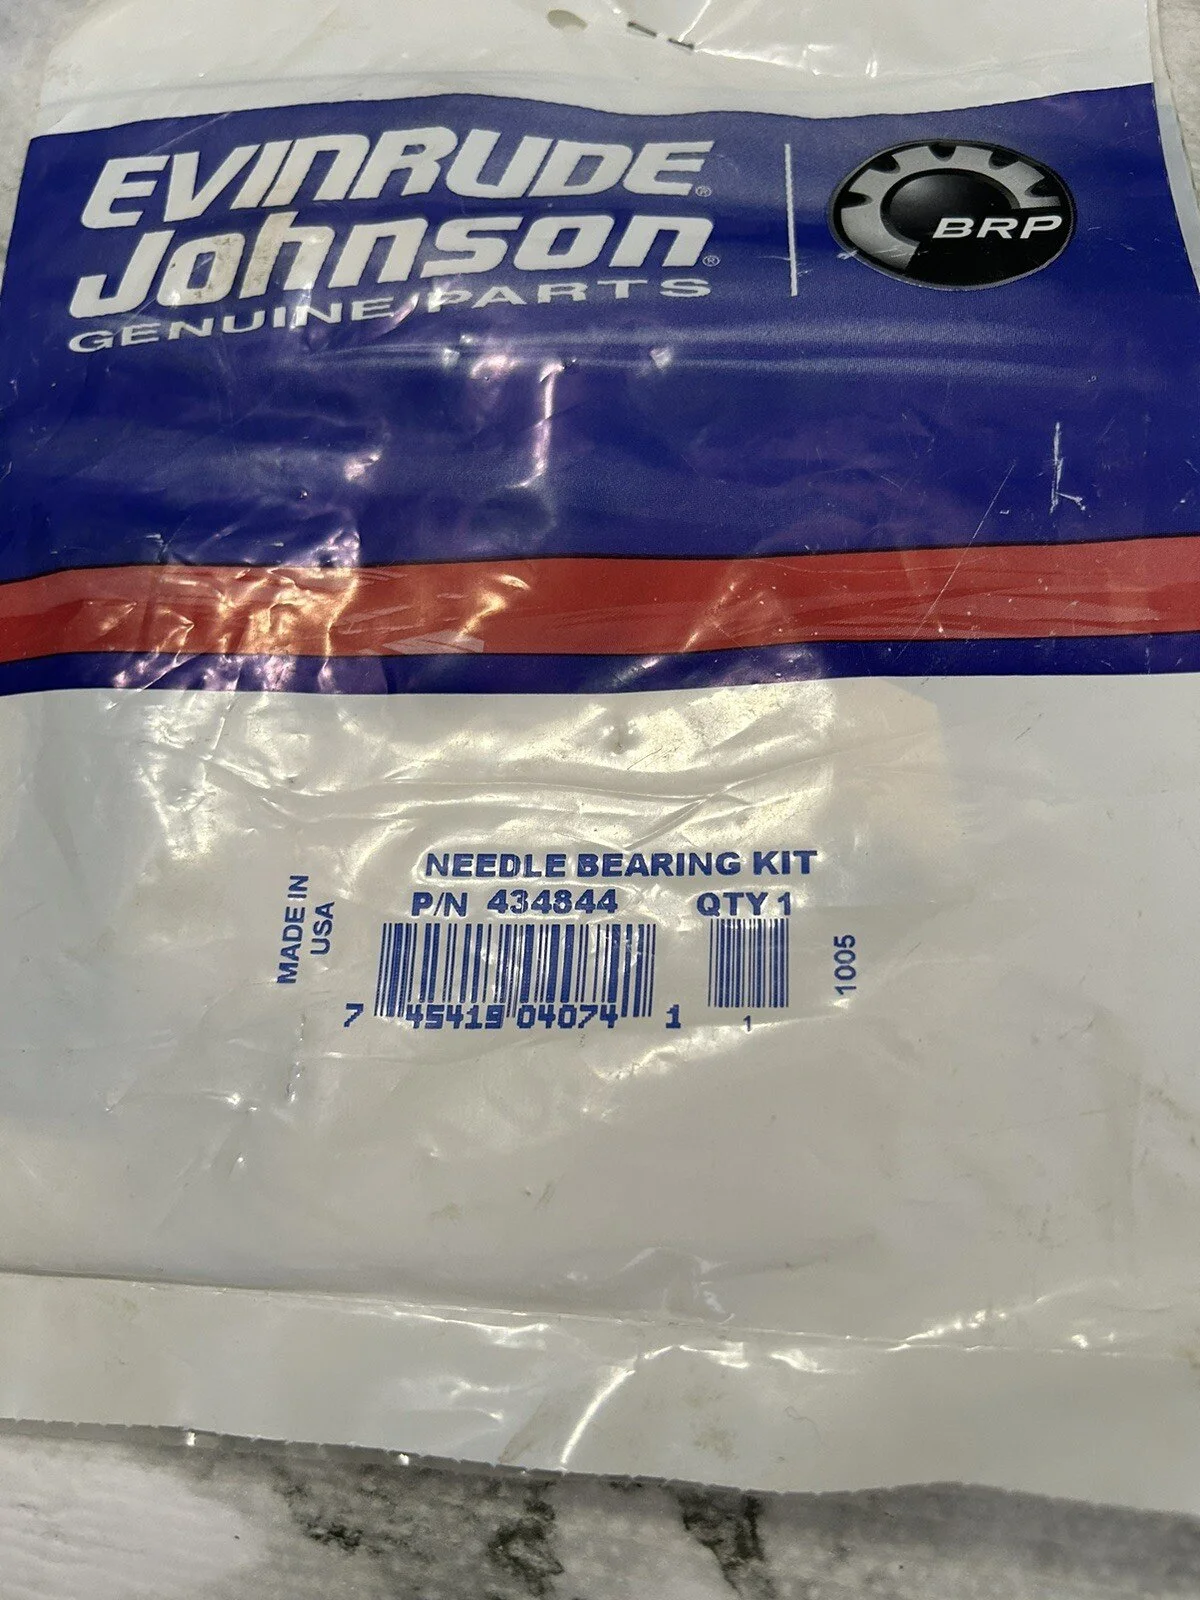 EVINRUDE®
Johnson®
GENUINE PARTS
BRP
NEEDLE BEARING KIT
P/N 434844 QTY 1
MADE IN
USA
1005
7 45419 04074 1
1